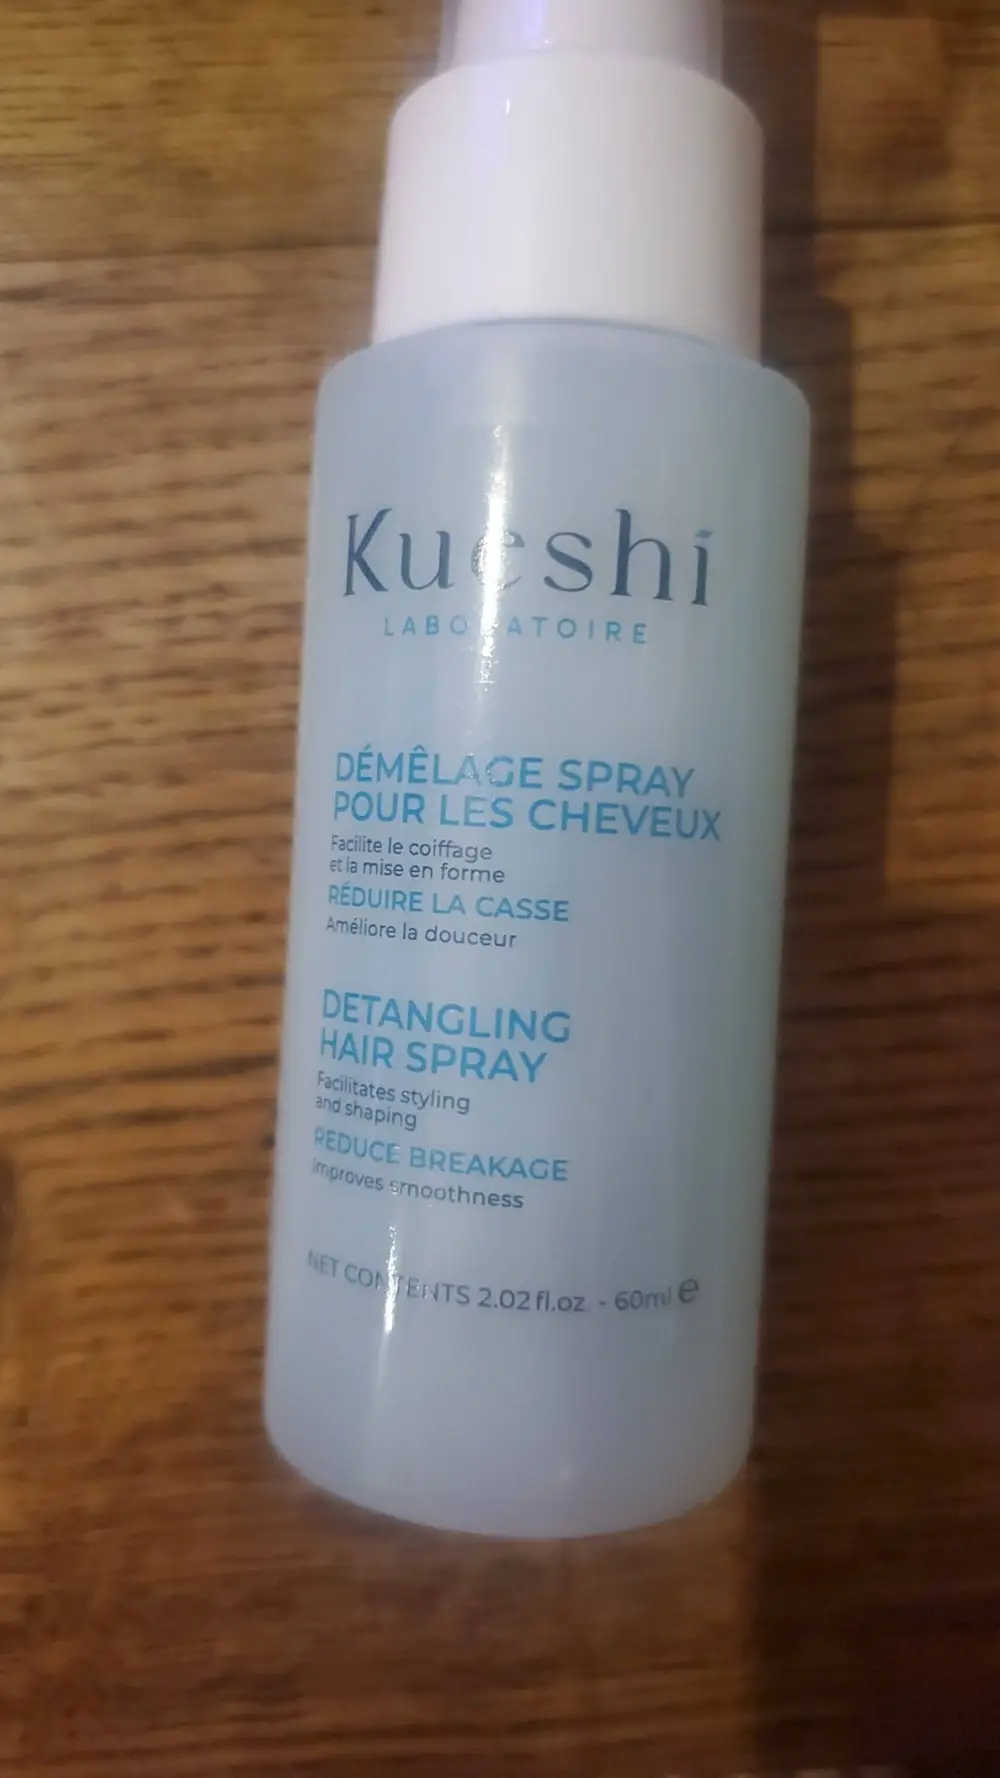 Kueshi
LABORATOIRE
DÉMÊLAGE SPRAY
POUR LES CHEVEUX
Facilite le coiffage
et la mise en forme
RÉDUIRE LA CASSE
Améliore la douceur
DETANGLING
HAIR SPRAY
Facilitates styling
and shaping
REDUCE BREAKAGE
Improves smoothness
NET CONTENTS 2.02 fl.oz. - 60ml ℮